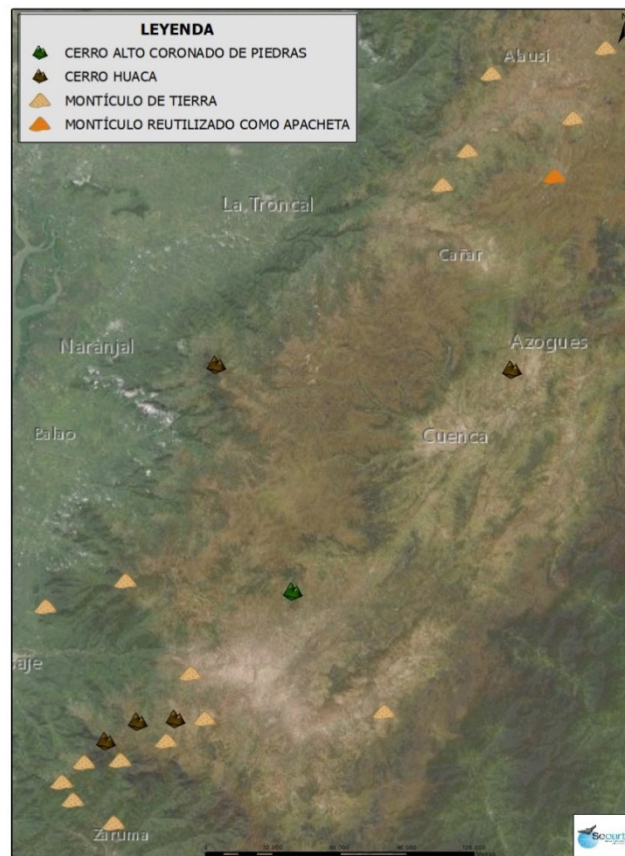 LEYENDA
CERRO ALTO CORONADO DE PIEDRAS
CERRO HUACA
MONTÍCULO DE TIERRA
MONTÍCULO REUTILIZADO COMO APACHETA
Alausí
La Troncal
Cañar
Naranjal
Azogues
Balao
Cuenca
aje
Zaruma